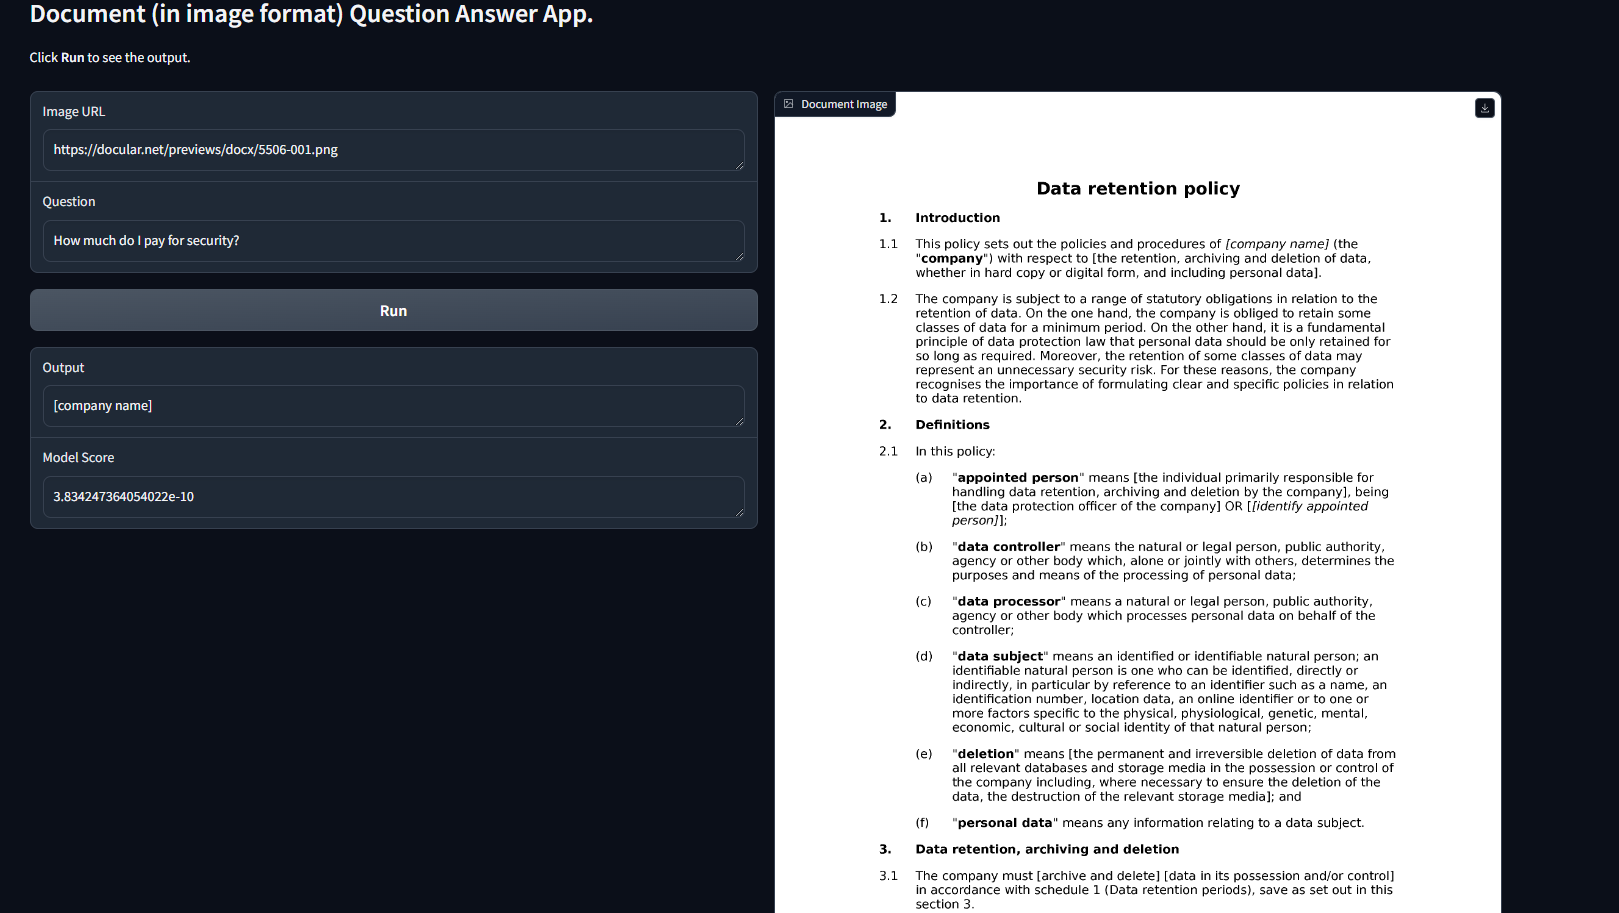 Document (in image format) Question Answer App.
Click Run to see the output.
Image URL
https://docular.net/previews/docx/5506-001.png
Question
How much do I pay for security?
Run
Output
[company name]
Model Score
3.834247364054022e-10
Document Image
Data retention policy
1. Introduction
1.1 This policy sets out the policies and procedures of [company name] (the
"company") with respect to [the retention, archiving and deletion of data,
whether in hard copy or digital form, and including personal data].
1.2 The company is subject to a range of statutory obligations in relation to the
retention of data. On the one hand, the company is obliged to retain some
classes of data for a minimum period. On the other hand, it is a fundamental
principle of data protection law that personal data should be only retained for
so long as required. Moreover, the retention of some classes of data may
represent an unnecessary security risk. For these reasons, the company
recognises the importance of formulating clear and specific policies in relation
to data retention.
2. Definitions
2.1 In this policy:
(a) "appointed person" means [the individual primarily responsible for
handling data retention, archiving and deletion by the company], being
[the data protection officer of the company] OR [[identify appointed
person]];
(b) "data controller" means the natural or legal person, public authority,
agency or other body which, alone or jointly with others, determines the
purposes and means of the processing of personal data;
(c) "data processor" means a natural or legal person, public authority,
agency or other body which processes personal data on behalf of the
controller;
(d) "data subject" means an identified or identifiable natural person; an
identifiable natural person is one who can be identified, directly or
indirectly, in particular by reference to an identifier such as a name, an
identification number, location data, an online identifier or to one or
more factors specific to the physical, physiological, genetic, mental,
economic, cultural or social identity of that natural person;
(e) "deletion" means [the permanent and irreversible deletion of data from
all relevant databases and storage media in the possession or control of
the company including, where necessary to ensure the deletion of the
data, the destruction of the relevant storage media]; and
(f) "personal data" means any information relating to a data subject.
3. Data retention, archiving and deletion
3.1 The company must [archive and delete] [data in its possession and/or control]
in accordance with schedule 1 (Data retention periods), save as set out in this
section 3.